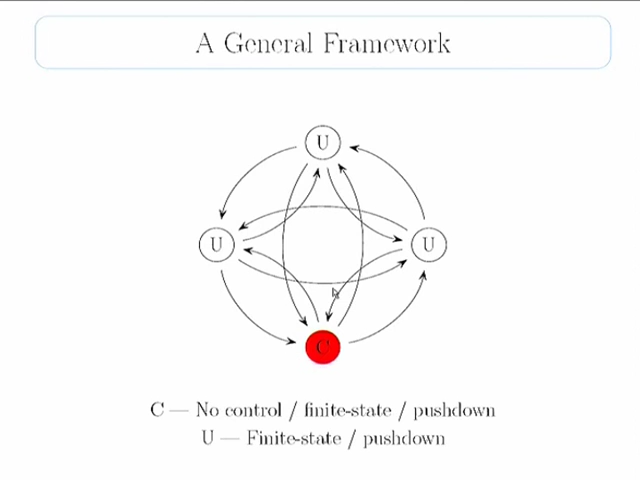 A General Framework
U
U
U
C
C — No control / finite-state / pushdown
U — Finite-state / pushdown